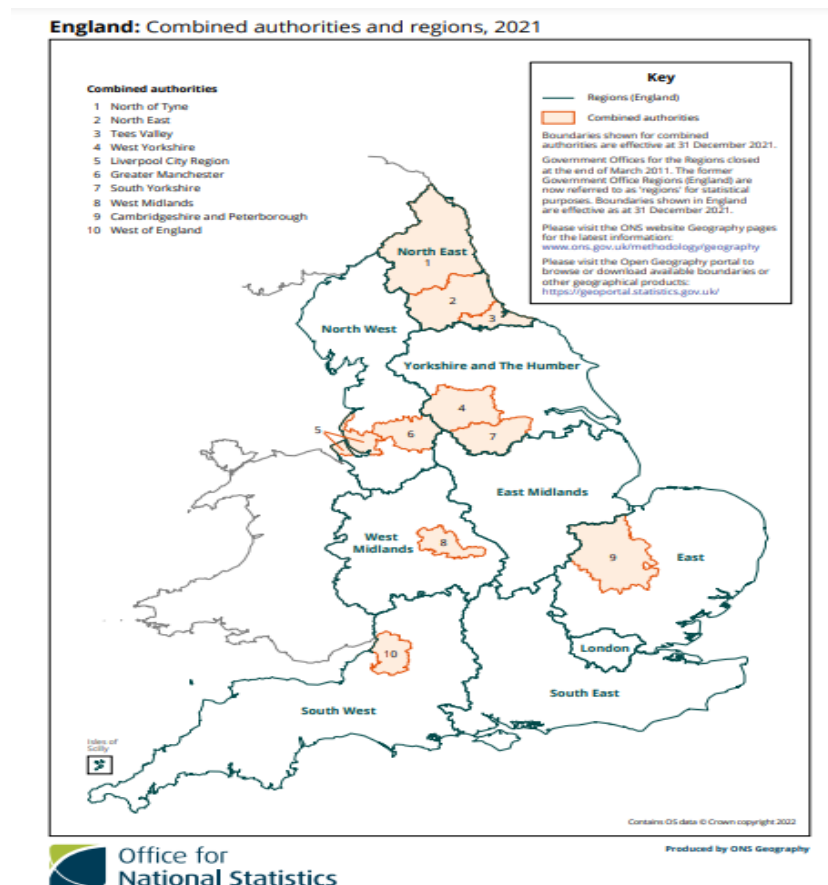 England: Combined authorities and regions, 2021
Combined authorities
1 North of Tyne
2 North East
3 Tees Valley
4 West Yorkshire
5 Liverpool City Region
6 Greater Manchester
7 South Yorkshire
8 West Midlands
9 Cambridgeshire and Peterborough
10 West of England
Key
Regions (England)
Combined authorities
Boundaries shown for combined
authorities are effective at 31 December 2021.
Government Offices for the Regions closed
at the end of March 2011. The former
Government Office Regions (England) are
now referred to as 'regions' for statistical
purposes. Boundaries shown in England
are effective as at 31 December 2021.
Please visit the ONS website Geography pages
for the latest information:
www.ons.gov.uk/methodology/geography
Please visit the Open Geography portal to
browse or download available boundaries or
other geographical products:
https://geoportal.statistics.gov.uk/
North East
1
2
3
North West
Yorkshire and The Humber
4
5
6
7
East Midlands
West
Midlands
8
9
East
London
10
South East
South West
Isles of
Scilly
Contains OS data © Crown copyright 2022
Produced by ONS Geography
Office for
National Statistics